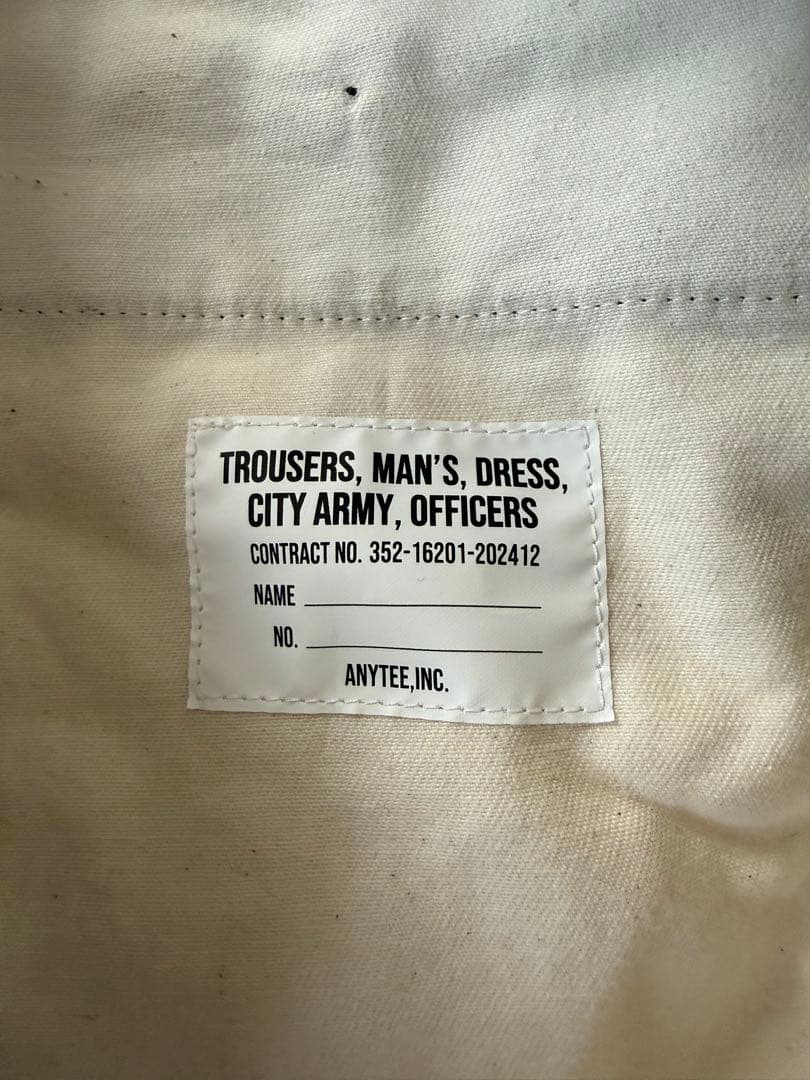 TROUSERS, MAN'S, DRESS,
CITY ARMY, OFFICERS
CONTRACT NO. 352-16201-202412
NAME
NO.
ANYTEE,INC.